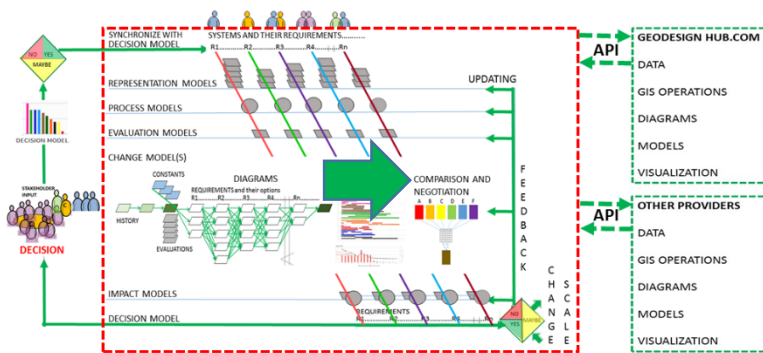 SYSTEMS AND THEIR REQUIREMENTS..........
SYNCHRONIZE WITH
DECISION MODEL
R1 R2 R3 R4 Rn
NO YES
MAYBE
REPRESENTATION MODELS
PROCESS MODELS
EVALUATION MODELS
CHANGE MODEL(S)
UPDATING
DECISION MODEL
STAKEHOLDER
INPUT
DECISION
CONSTANTS
HISTORY
EVALUATIONS
DIAGRAMS
REQUIREMENTS and their options
R1 R2 R3 R4 Rn
COMPARISON AND
NEGOTIATION
A B C D E F
FEEDBACK
IMPACT MODELS
REQUIREMENTS
DECISION MODEL
NO
YES
MAYBE
CHANGE
SCALE
API
GEODESIGN HUB.COM
DATA
GIS OPERATIONS
DIAGRAMS
MODELS
VISUALIZATION
API
OTHER PROVIDERS
DATA
GIS OPERATIONS
DIAGRAMS
MODELS
VISUALIZATION